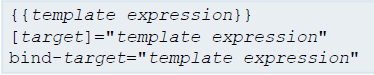 {{template expression}}
[target]="template expression"
bind-target="template expression"